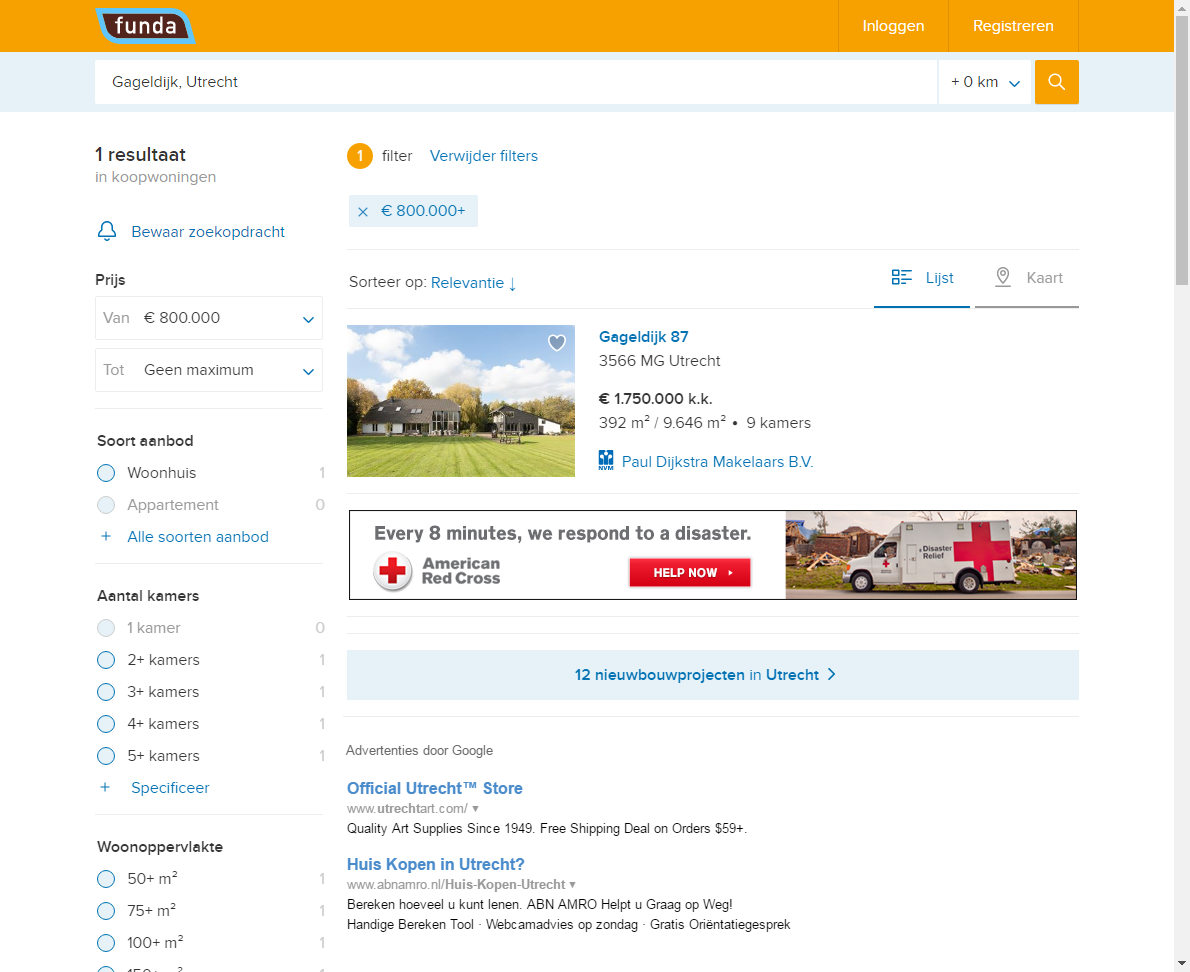 funda
Inloggen
Registreren
Gageldijk, Utrecht
+ 0 km
1 resultaat
in koopwoningen
Bewaar zoekopdracht
Prijs
Van € 800.000
Tot Geen maximum
Soort aanbod
Woonhuis 1
Appartement 0
+ Alle soorten aanbod
Aantal kamers
1 kamer 0
2+ kamers 1
3+ kamers 1
4+ kamers 1
5+ kamers 1
+ Specificeer
Woonoppervlakte
50+ m² 1
75+ m² 1
100+ m² 1
1 filter Verwijder filters
× € 800.000+
Sorteer op: Relevantie ↓
Lijst
Kaart
Gageldijk 87
3566 MG Utrecht
€ 1.750.000 k.k.
392 m² / 9.646 m² • 9 kamers
NVM Paul Dijkstra Makelaars B.V.
Every 8 minutes, we respond to a disaster.
American
Red Cross
HELP NOW
Disaster
Relief
12 nieuwbouwprojecten in Utrecht
Advertenties door Google
Official Utrecht™ Store
www.utrechtart.com/
Quality Art Supplies Since 1949. Free Shipping Deal on Orders $59+.
Huis Kopen in Utrecht?
www.abnamro.nl/Huis-Kopen-Utrecht
Bereken hoeveel u kunt lenen. ABN AMRO Helpt u Graag op Weg!
Handige Bereken Tool · Webcamadvies op zondag · Gratis Oriëntatiegesprek